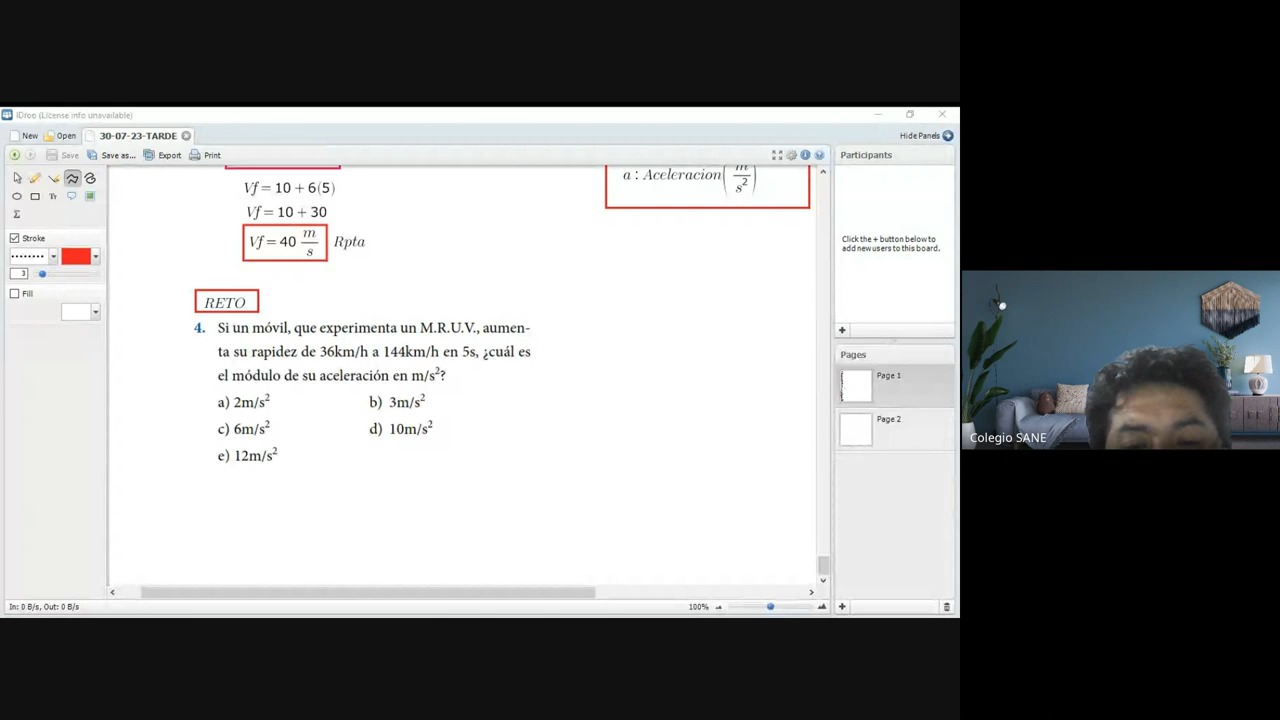 IDroo (License info unavailable)
New Open 30-07-23-TARDE Hide Panels
Save Save as... Export Print
Stroke
3
Fill
Vf = 10 + 6(5)
Vf = 10 + 30
Vf = 40 m/s Rpta
a : Aceleracion (m/s²)
RETO
4. Si un móvil, que experimenta un M.R.U.V., aumen-
ta su rapidez de 36km/h a 144km/h en 5s, ¿cuál es
el módulo de su aceleración en m/s²?
a) 2m/s² b) 3m/s²
c) 6m/s² d) 10m/s²
e) 12m/s²
Participants
Click the + button below to
add new users to this board.
Pages
Page 1
Page 2
In: 0 B/s, Out: 0 B/s 100%
Colegio SANE